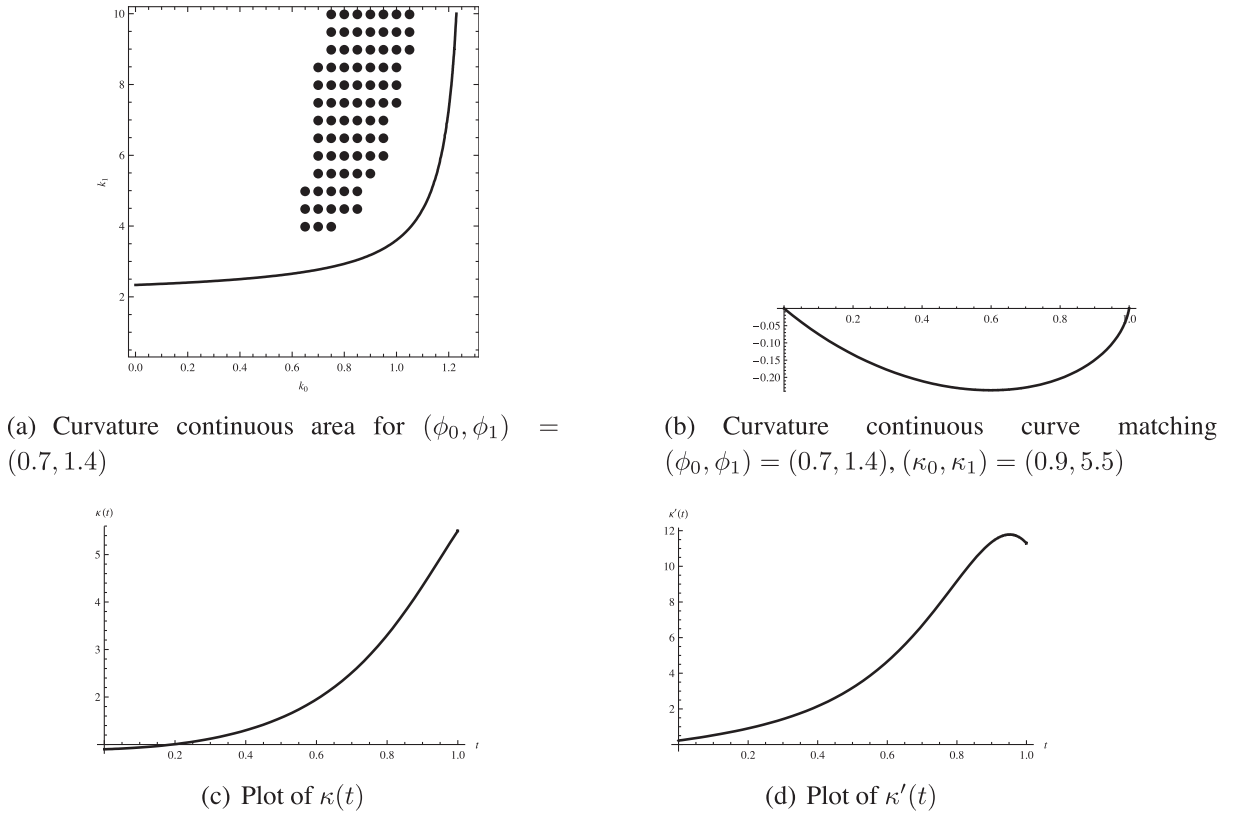 10
8
6
4
2
k₁
0.0 0.2 0.4 0.6 0.8 1.0 1.2
k₀
0.2 0.4 0.6 0.8 1.0
−0.05
−0.10
−0.15
−0.20
(a) Curvature continuous area for (ϕ₀, ϕ₁) =
(0.7, 1.4)
(b) Curvature continuous curve matching
(ϕ₀, ϕ₁) = (0.7, 1.4), (κ₀, κ₁) = (0.9, 5.5)
κ(t)
5
4
3
2
0.2 0.4 0.6 0.8 1.0 t
(c) Plot of κ(t)
κ′(t)
12
10
8
6
4
2
0.2 0.4 0.6 0.8 1.0 t
(d) Plot of κ′(t)